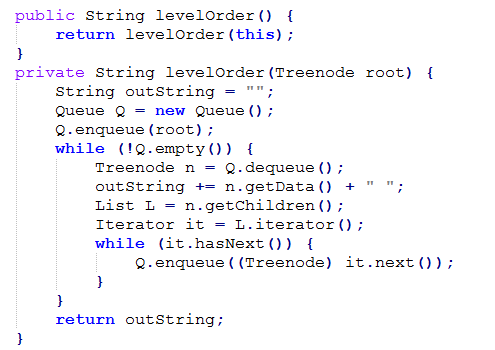 public String levelOrder() {
    return levelOrder(this);
}
private String levelOrder(Treenode root) {
    String outString = "";
    Queue Q = new Queue();
    Q.enqueue(root);
    while (!Q.empty()) {
        Treenode n = Q.dequeue();
        outString += n.getData() + " ";
        List L = n.getChildren();
        Iterator it = L.iterator();
        while (it.hasNext()) {
            Q.enqueue((Treenode) it.next());
        }
    }
    return outString;
}